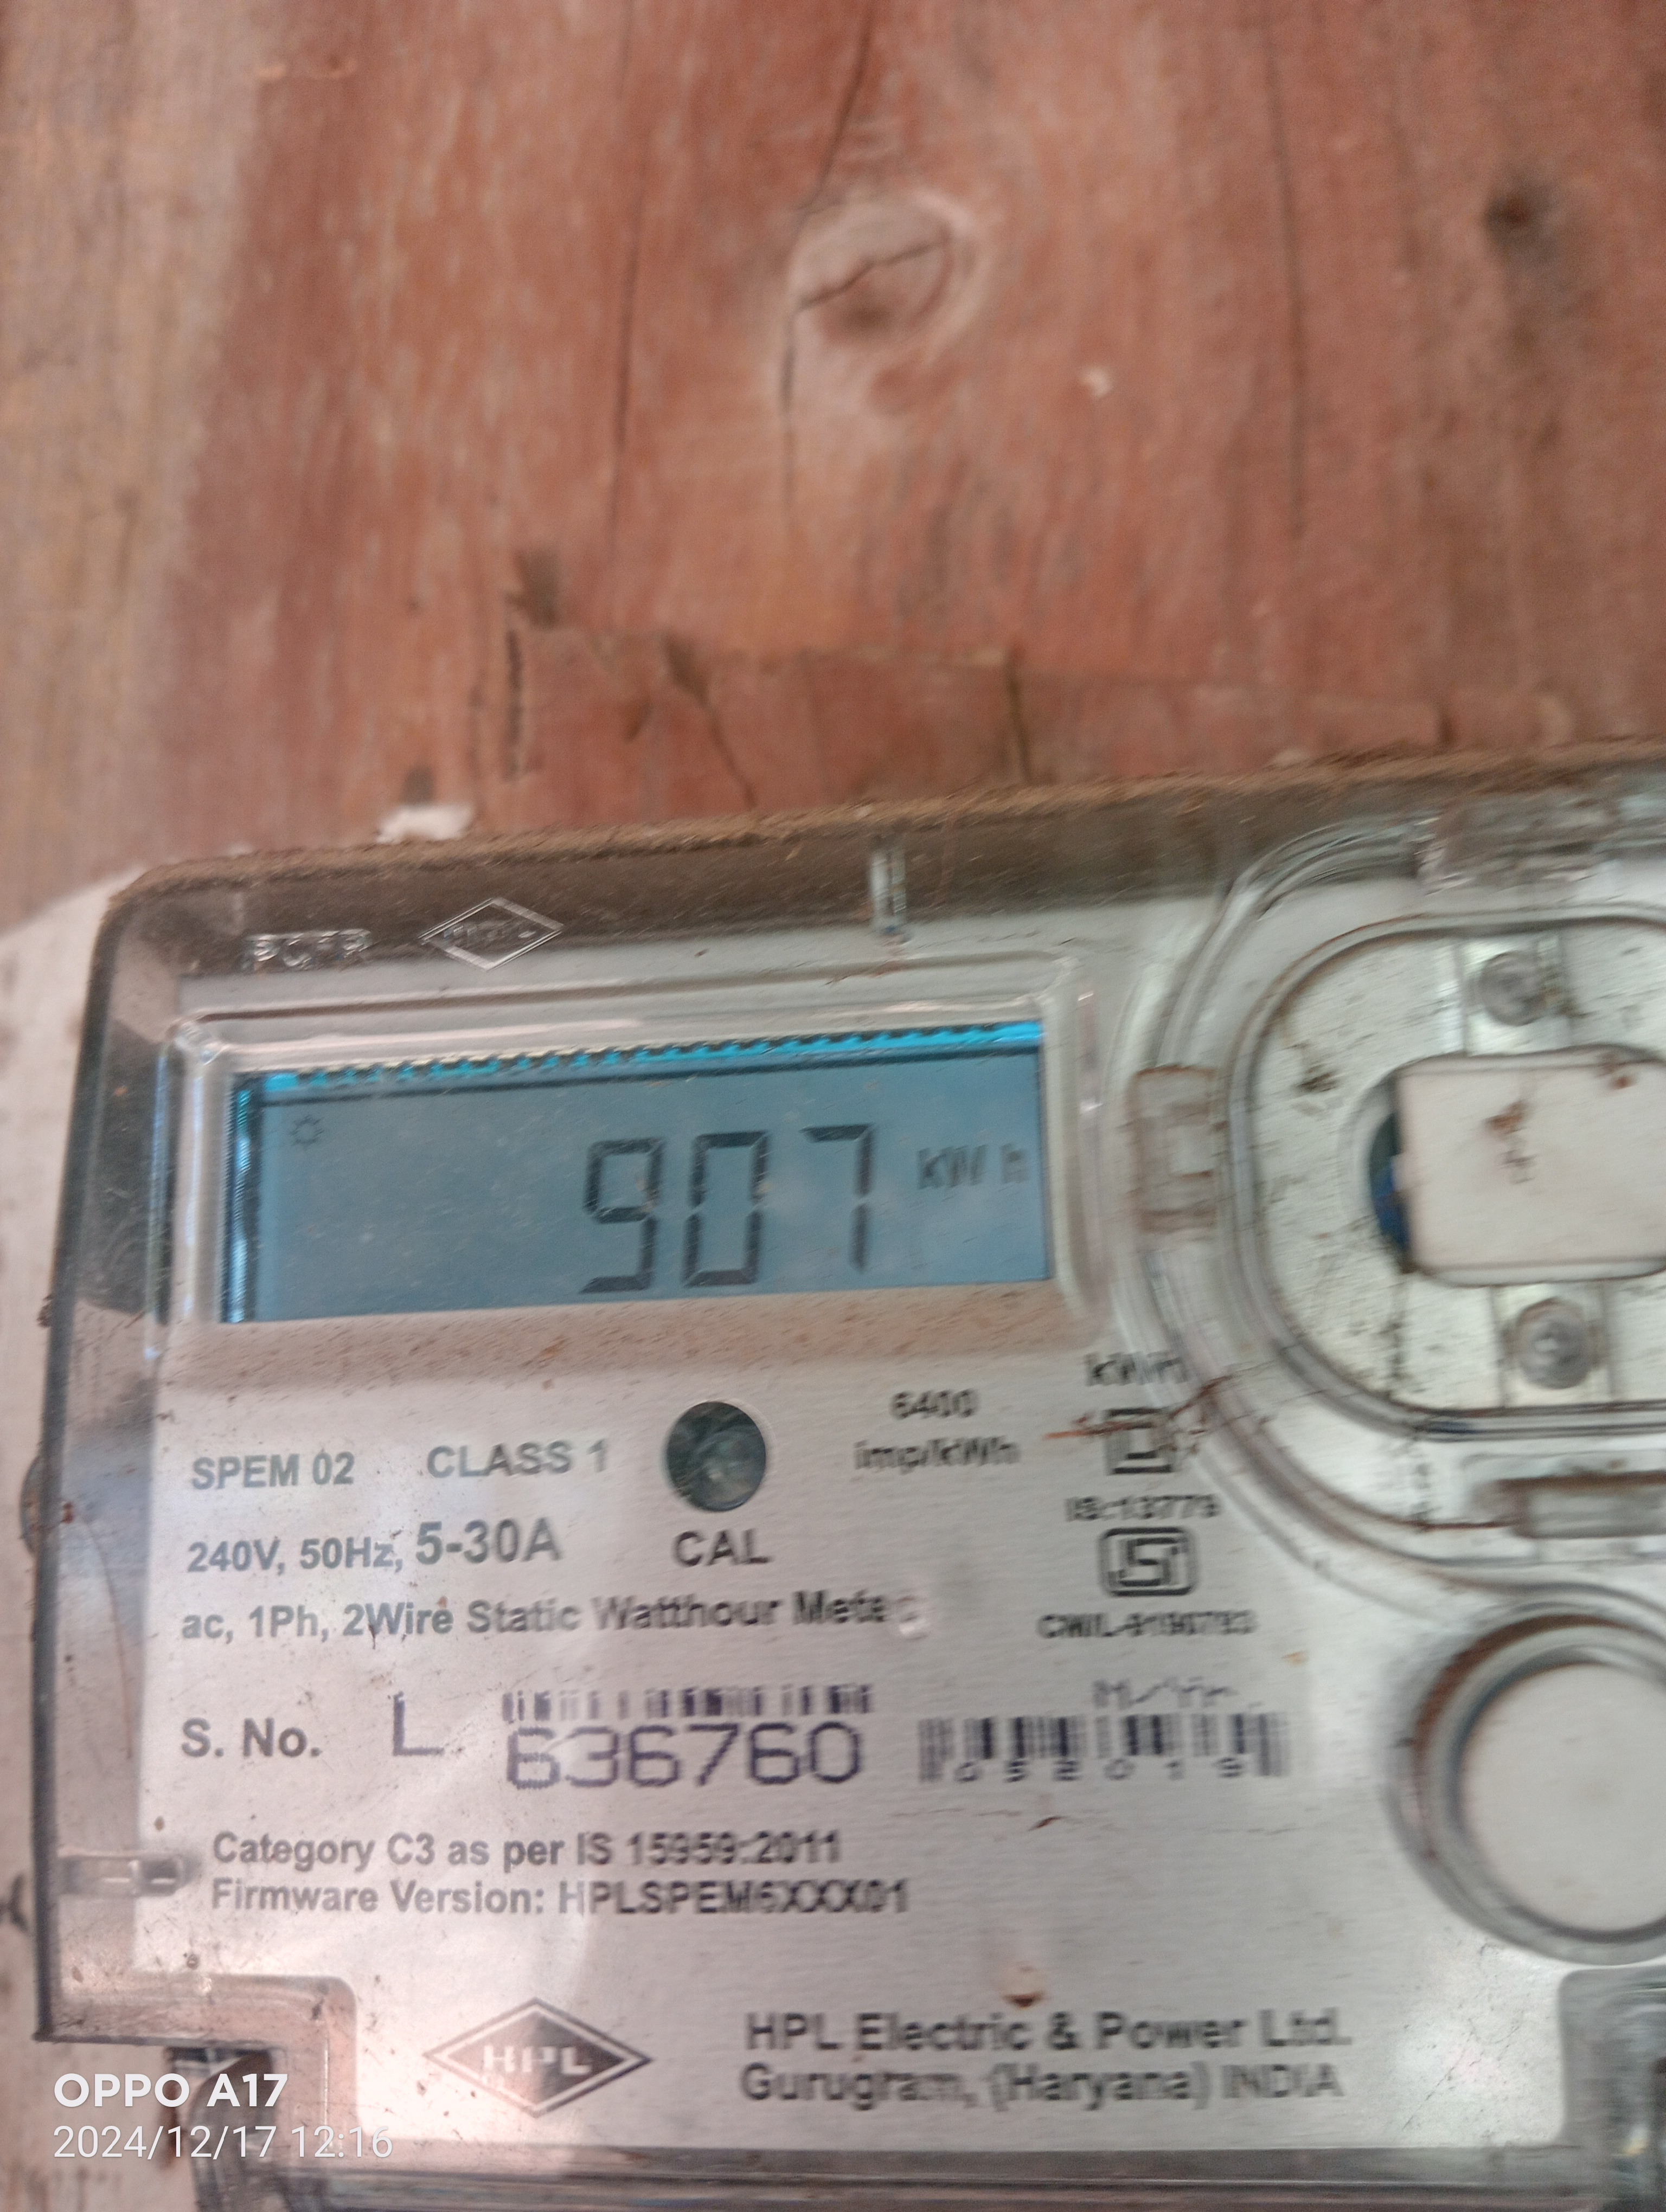 HPL
907 kWh
kWh
6400
imp/kWh
SPEM 02 CLASS 1
IS:13779
240V, 50Hz, 5-30A
CAL
ac, 1Ph, 2Wire Static Watthour Meter
S. No. L 636760
052019
Category C3 as per IS 15959:2011
Firmware Version: HPLSPEM6XXX01
HPL
HPL Electric & Power Ltd.
Gurugram, (Haryana) INDIA
OPPO A17
2024/12/17 12:16